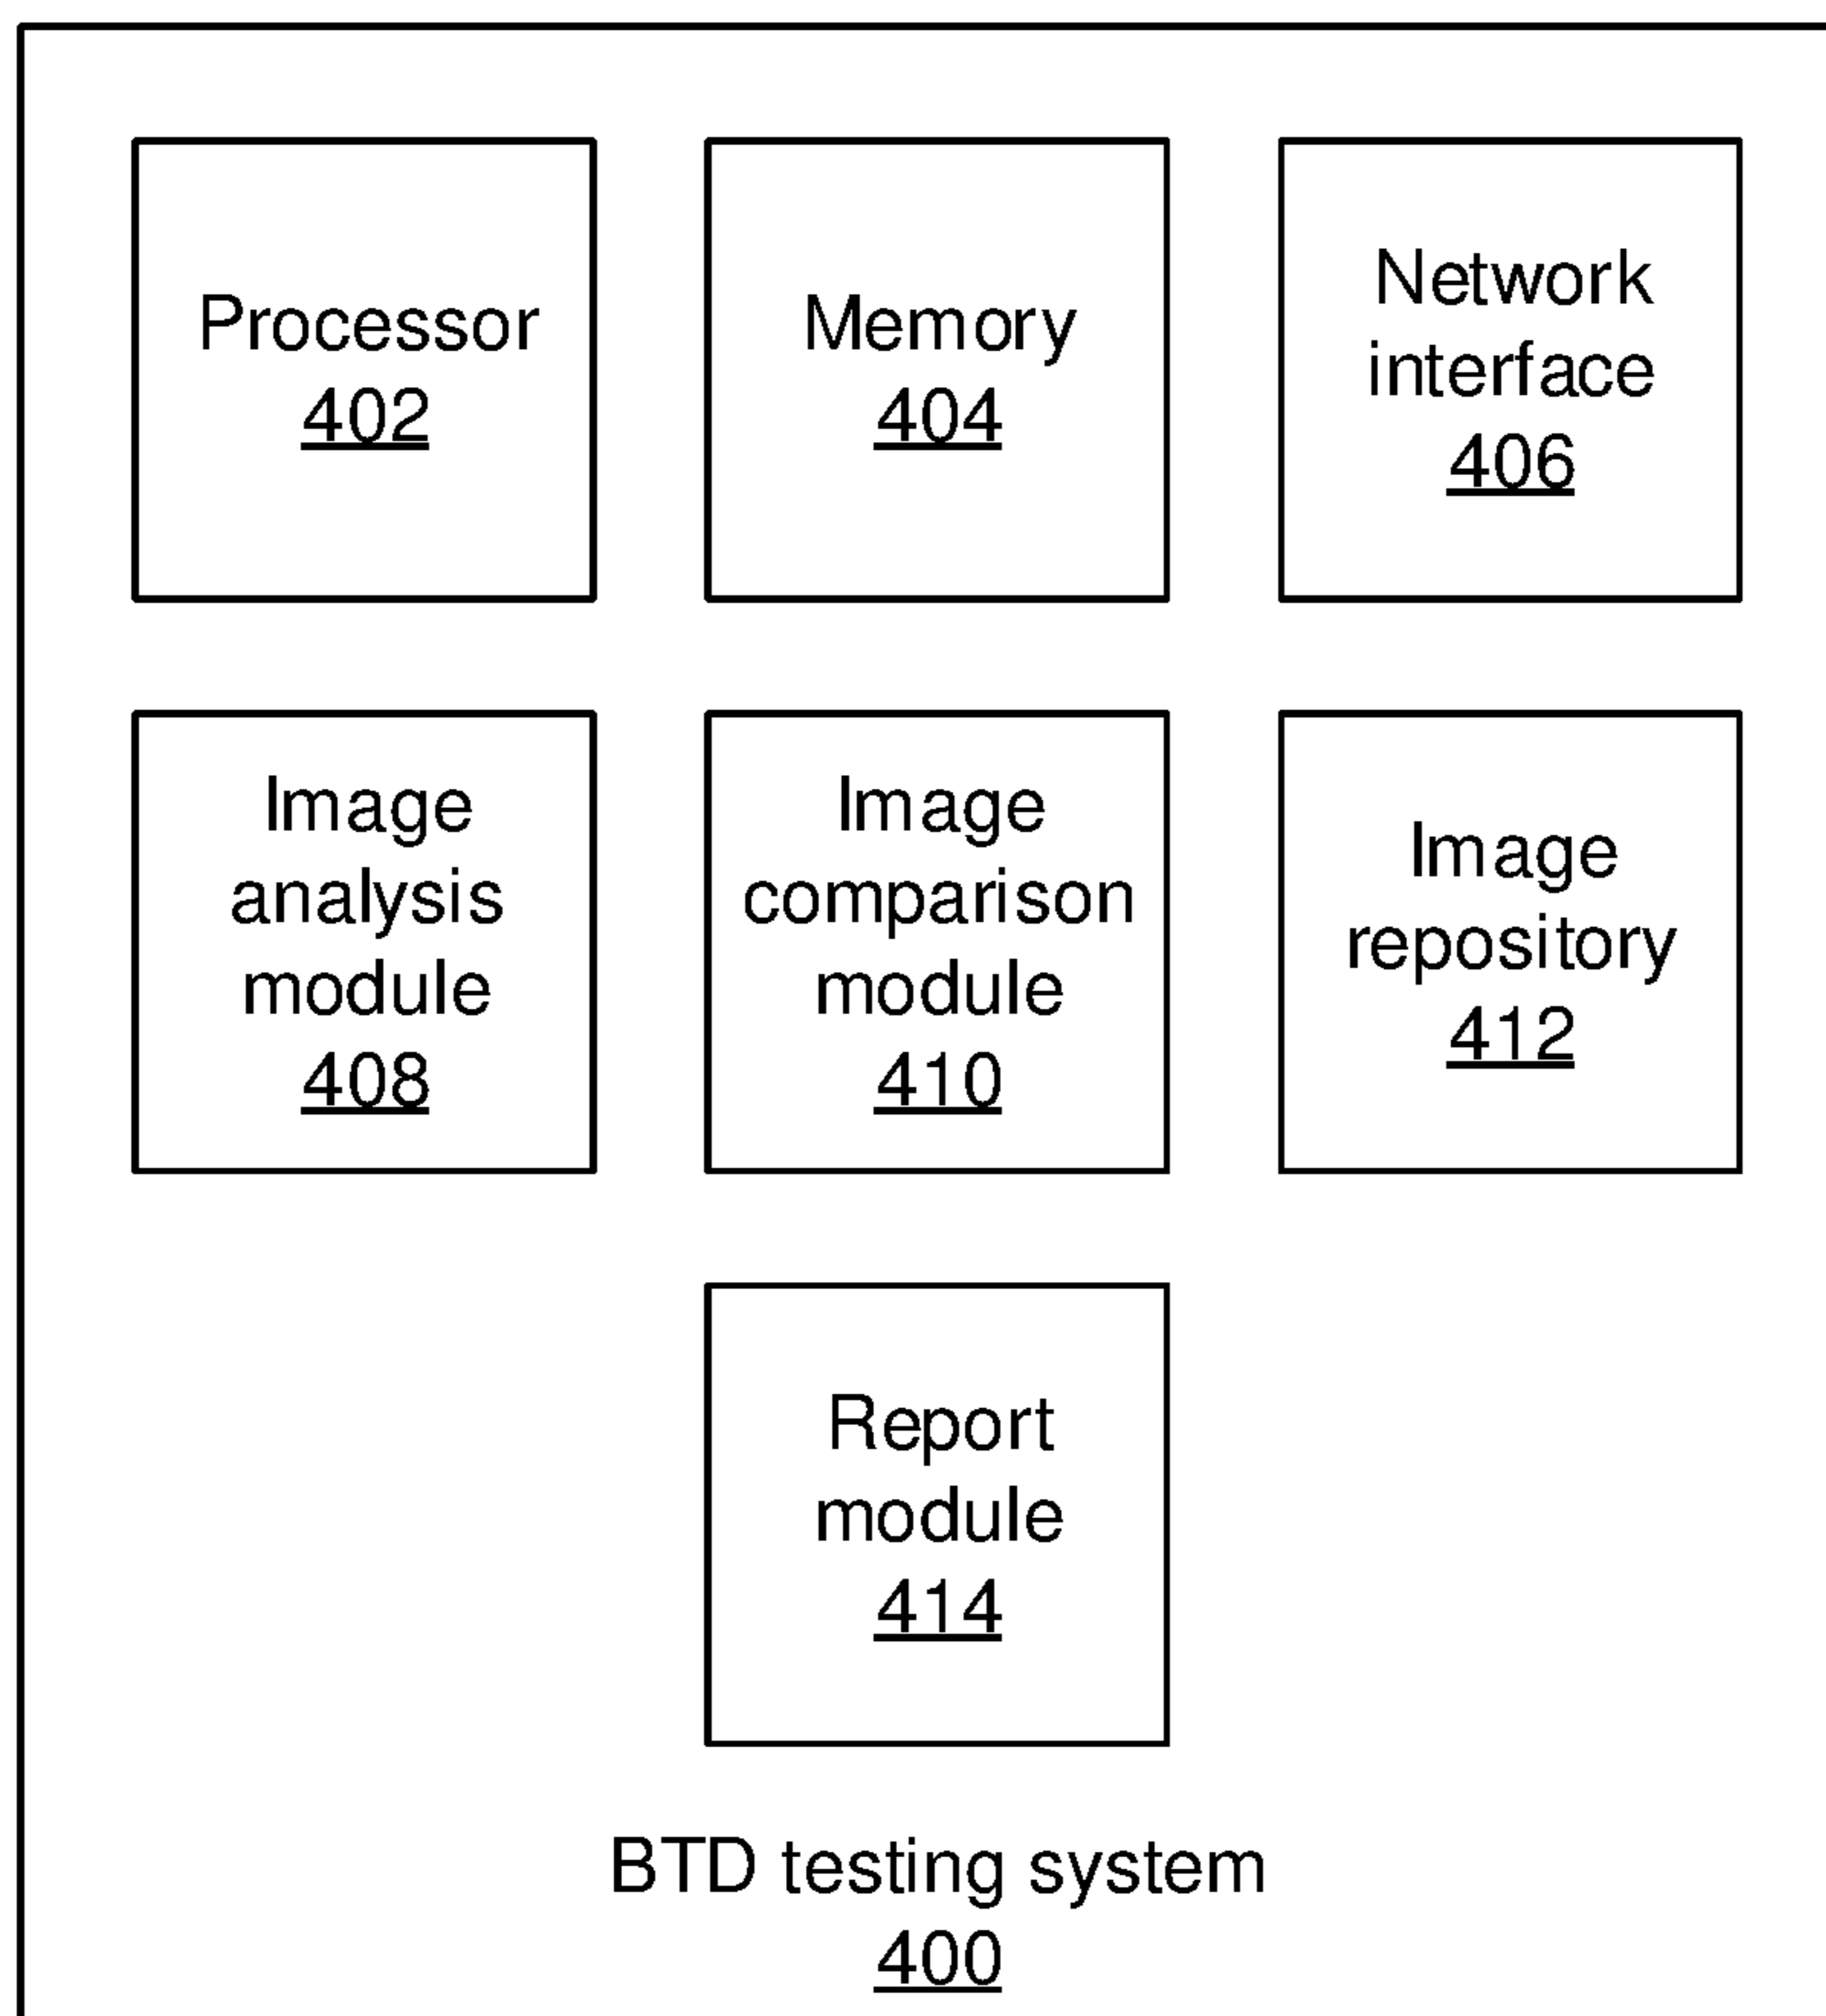 Processor
402
Memory
404
Network
interface
406
Image
analysis
module
408
Image
comparison
module
410
Image
repository
412
Report
module
414
BTD testing system
400